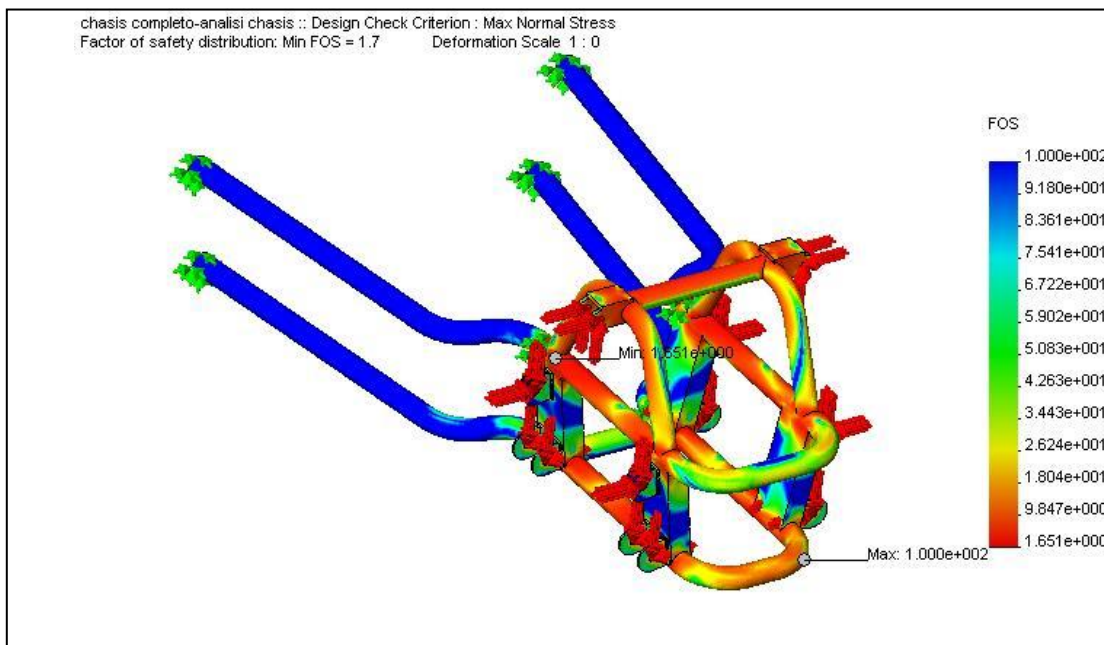 chasis completo-analisi chasis :: Design Check Criterion : Max Normal Stress
Factor of safety distribution: Min FOS = 1.7 Deformation Scale 1 : 0
FOS
1.000e+002
9.180e+001
8.361e+001
7.541e+001
6.722e+001
5.902e+001
5.083e+001
4.263e+001
3.443e+001
2.624e+001
1.804e+001
9.847e+000
1.651e+000
Min: 1.651e+000
Max: 1.000e+002